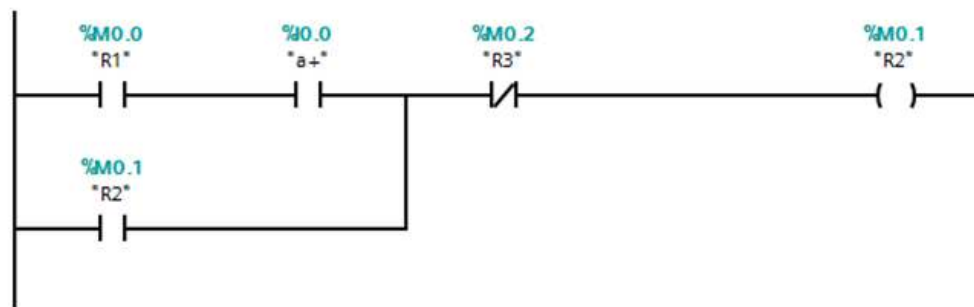 %M0.0 %I0.0 %M0.2 %M0.1
"R1" "a+" "R3" "R2"
%M0.1
"R2"